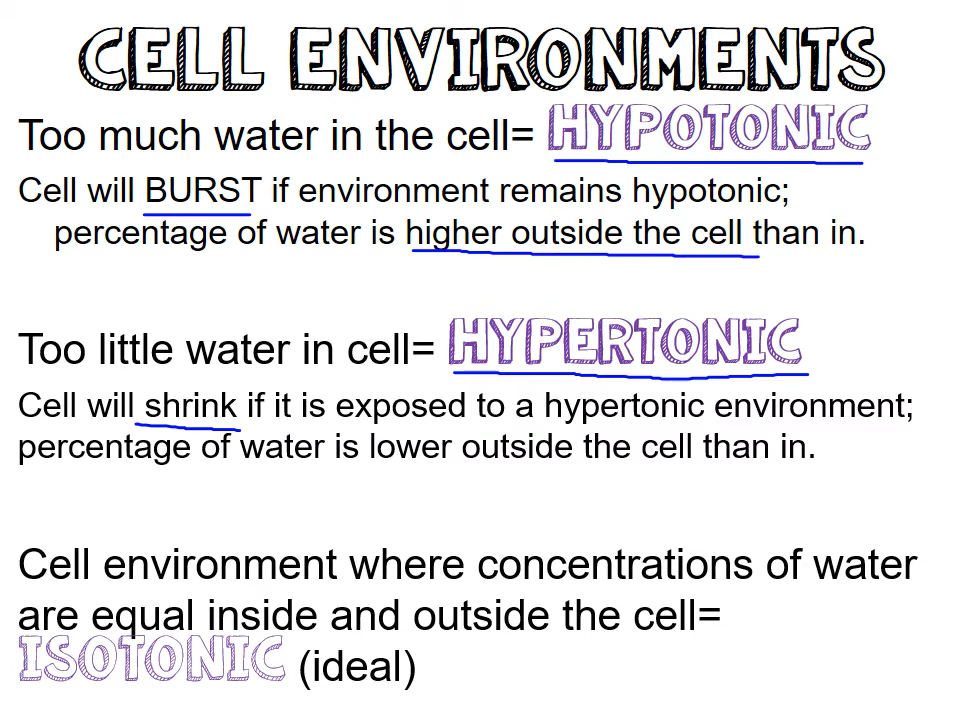 CELL ENVIRONMENTS
Too much water in the cell= HYPOTONIC
Cell will BURST if environment remains hypotonic;
percentage of water is higher outside the cell than in.
Too little water in cell= HYPERTONIC
Cell will shrink if it is exposed to a hypertonic environment;
percentage of water is lower outside the cell than in.
Cell environment where concentrations of water
are equal inside and outside the cell=
ISOTONIC (ideal)